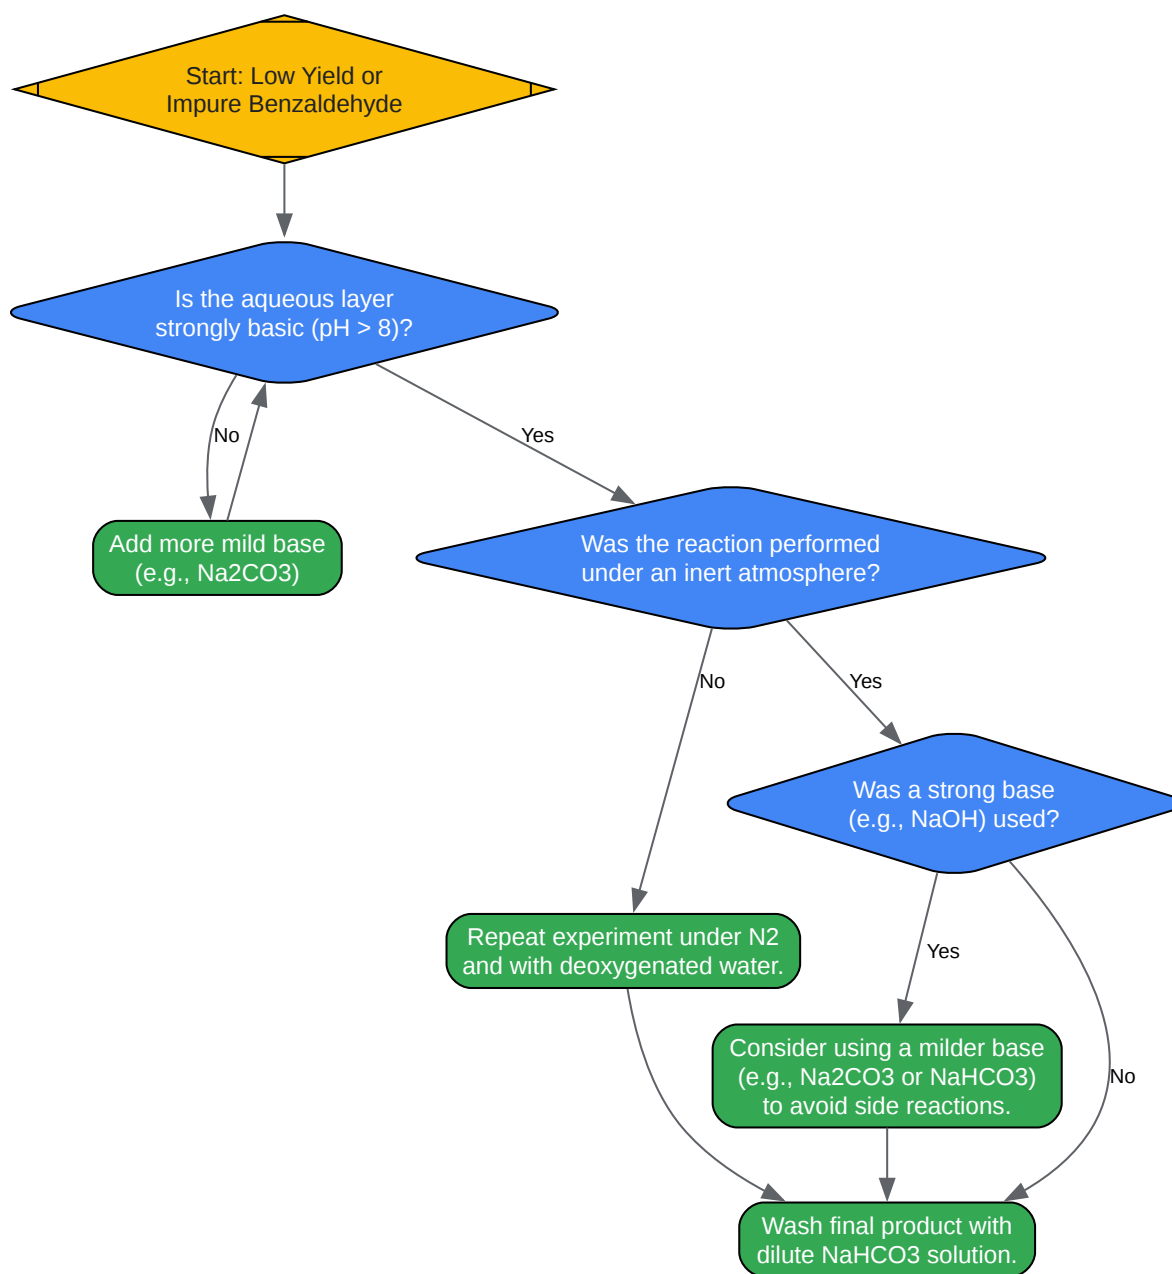 Start: Low Yield or
Impure Benzaldehyde
Is the aqueous layer
strongly basic (pH > 8)?
No
Yes
Add more mild base
(e.g., Na2CO3)
Was the reaction performed
under an inert atmosphere?
No
Yes
Was a strong base
(e.g., NaOH) used?
Repeat experiment under N2
and with deoxygenated water.
Yes
Consider using a milder base
(e.g., Na2CO3 or NaHCO3)
to avoid side reactions.
No
Wash final product with
dilute NaHCO3 solution.